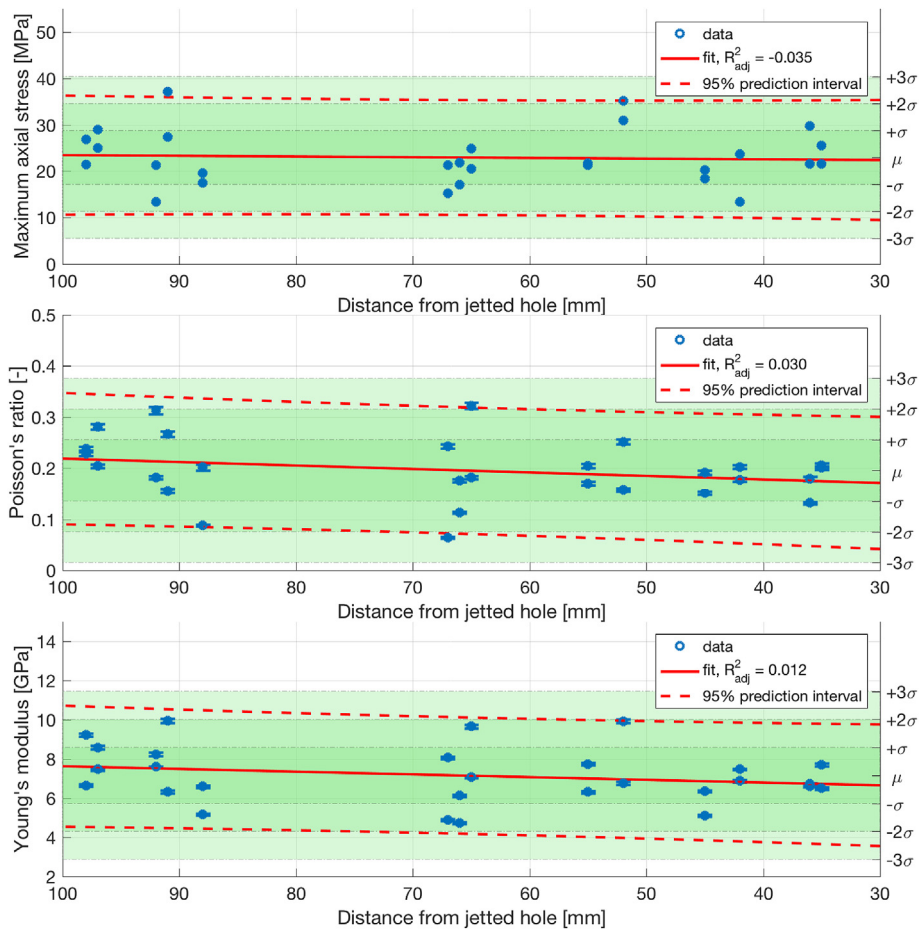 Maximum axial stress [MPa]
50
40
30
20
10
0
data
fit, R²adj = -0.035
95% prediction interval
+3σ
+2σ
+σ
μ
-σ
-2σ
-3σ
100 90 80 70 60 50 40 30
Distance from jetted hole [mm]
Poisson's ratio [-]
0.5
0.4
0.3
0.2
0.1
0
data
fit, R²adj = 0.030
95% prediction interval
+3σ
+2σ
+σ
μ
-σ
-2σ
-3σ
100 90 80 70 60 50 40 30
Distance from jetted hole [mm]
Young's modulus [GPa]
14
12
10
8
6
4
2
data
fit, R²adj = 0.012
95% prediction interval
+3σ
+2σ
+σ
μ
-σ
-2σ
-3σ
100 90 80 70 60 50 40 30
Distance from jetted hole [mm]